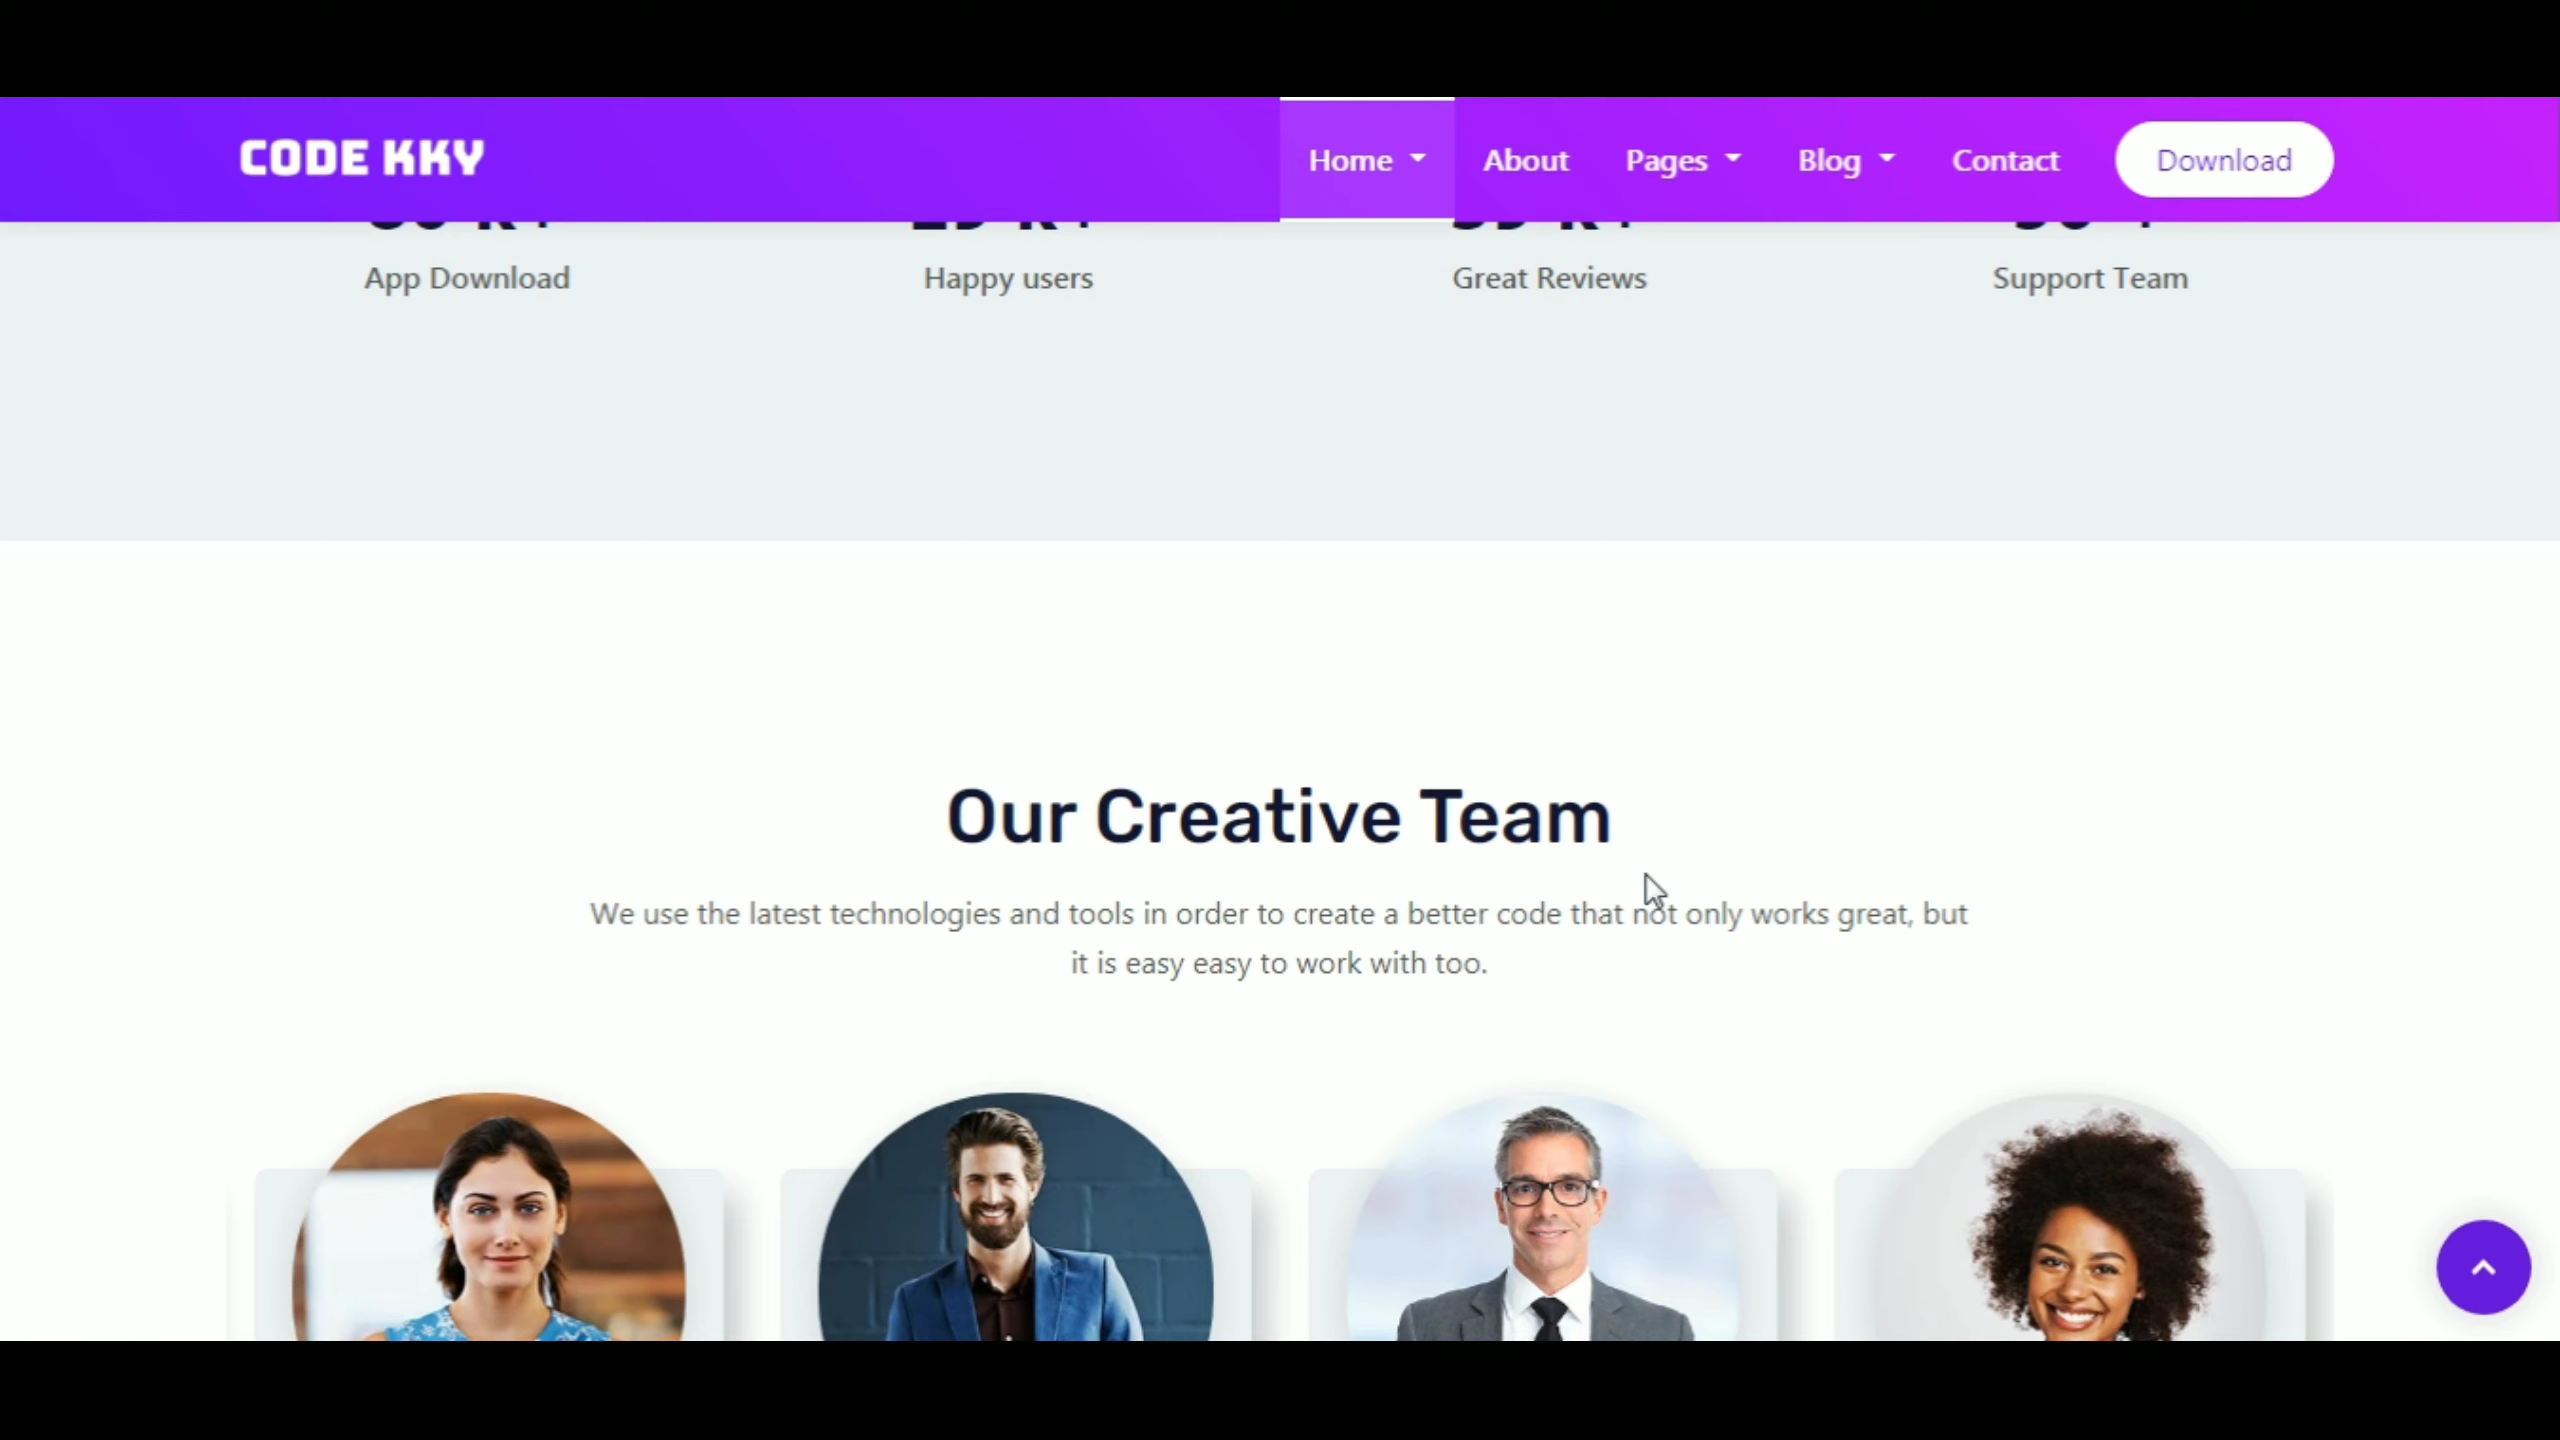 CODE KKY
Home
About
Pages
Blog
Contact
Download
App Download
Happy users
Great Reviews
Support Team
Our Creative Team
We use the latest technologies and tools in order to create a better code that not only works great, but
it is easy easy to work with too.